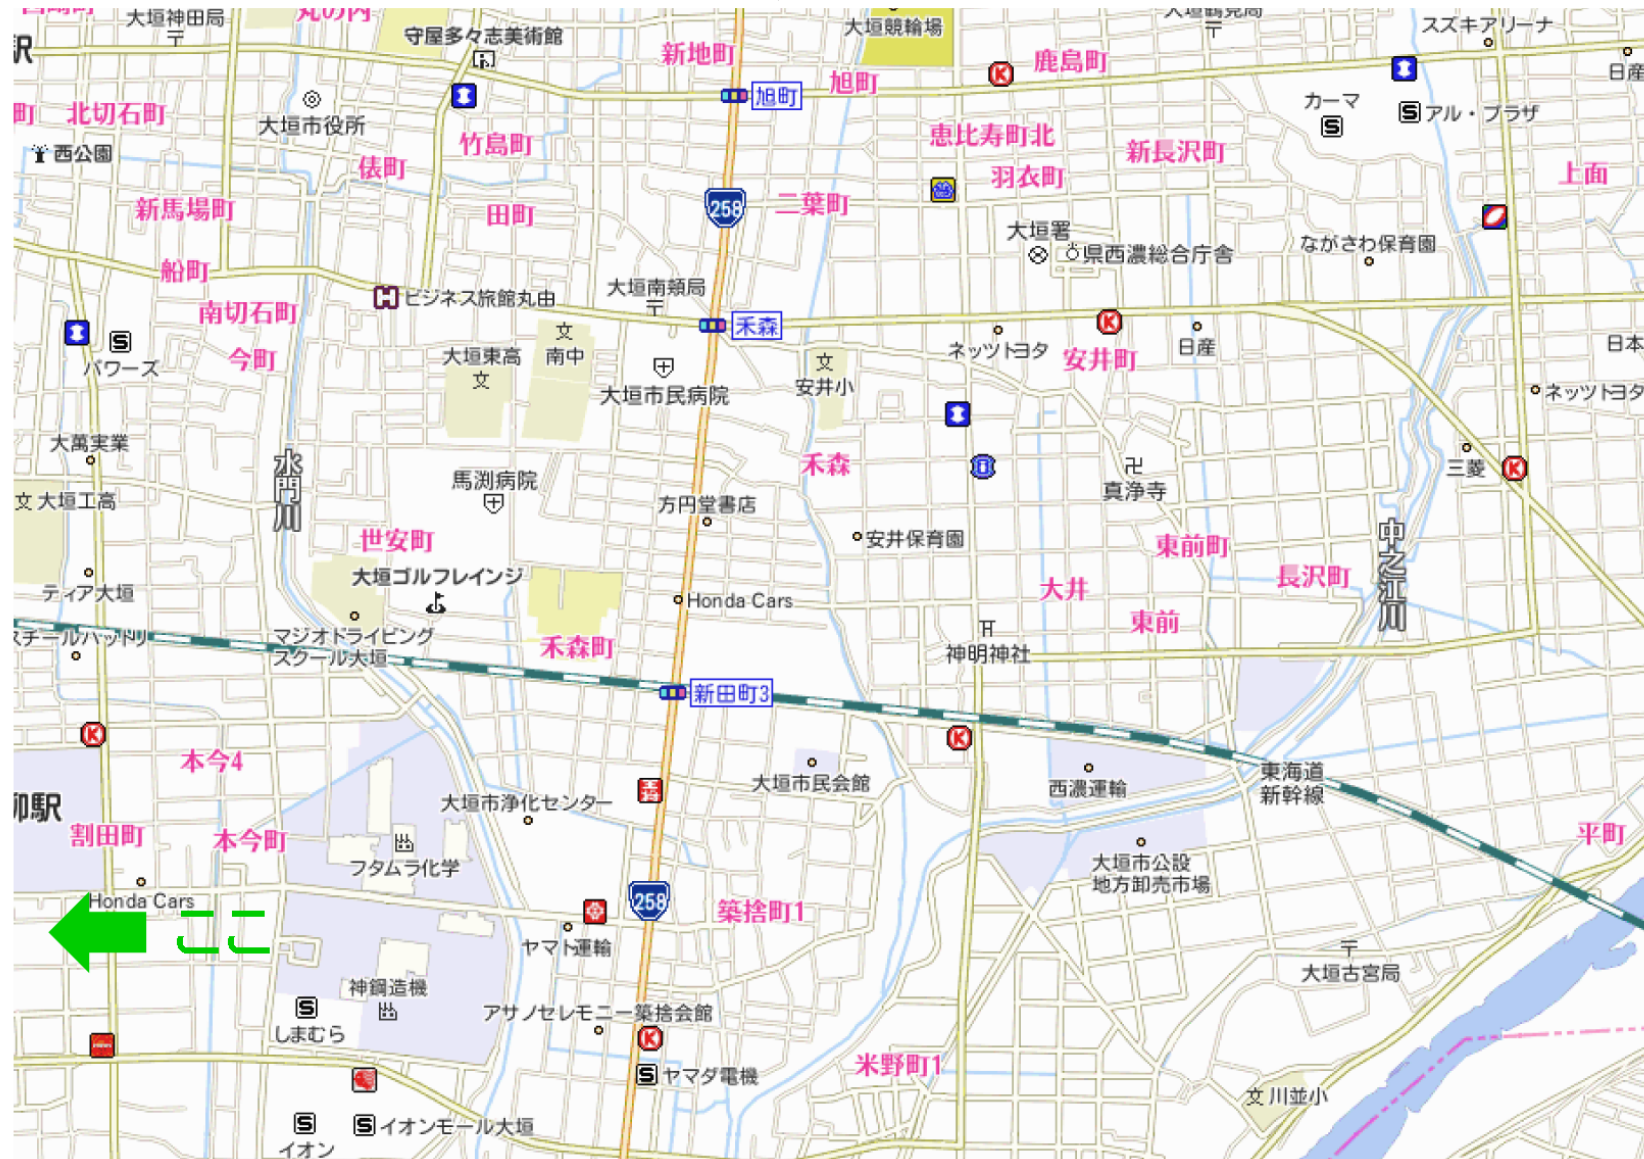 大垣神田局
丸の内
守屋多々志美術館
大垣競輪場
スズキアリーナ
駅
新地町
旭町
鹿島町
日産
旭町
町
北切石町
大垣市役所
カーマ
アル・プラザ
西公園
竹島町
俵町
恵比寿町北
新長沢町
羽衣町
上面
新馬場町
田町
258
二葉町
大垣署
県西濃総合庁舎
ながさわ保育園
船町
ビジネス旅館丸由
大垣南頬局
南切石町
禾森
今町
パワーズ
大垣東高
南中
大垣市民病院
安井小
ネッツトヨタ
安井町
日産
日本
ネッツトヨタ
大萬実業
水門川
馬渕病院
禾森
真浄寺
三菱
大垣工高
方円堂書店
安井保育園
世安町
東前町
中之江川
ティア大垣
大垣ゴルフレインジ
Honda Cars
大井
長沢町
東前
スチールハットリ
マジオドライビング
スクール大垣
禾森町
神明神社
新田町3
本今4
大垣市民会館
西濃運輸
東海道
新幹線
柳駅
割田町
本今町
大垣市浄化センター
フタムラ化学
大垣市公設
地方卸売市場
平町
Honda Cars
258
築捨町1
ヤマト運輸
大垣古宮局
神鋼造機
しまむら
アサノセレモニー築捨会館
米野町1
ヤマダ電機
川並小
イオン
イオンモール大垣